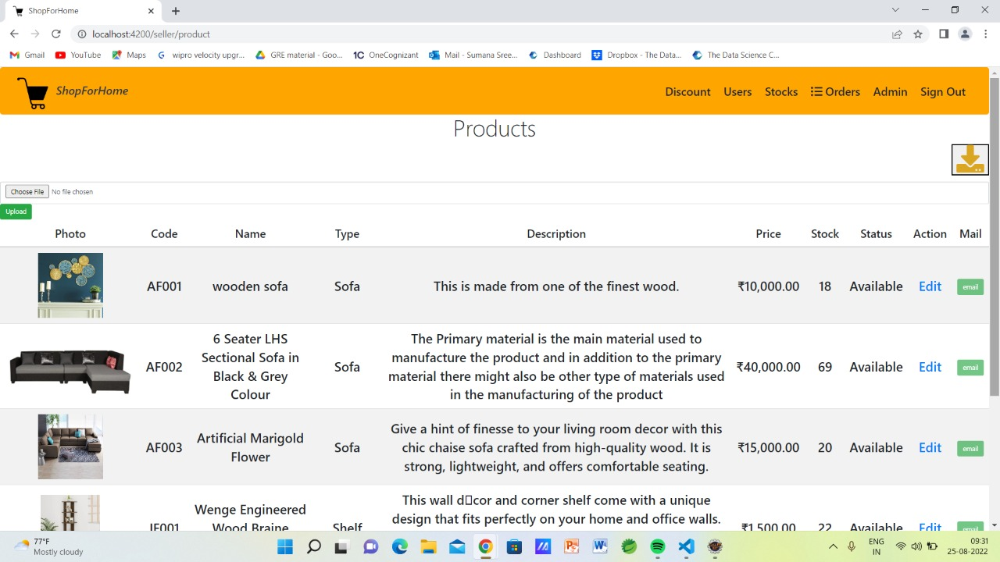 ShopForHome
localhost:4200/seller/product
Gmail YouTube Maps wipro velocity upgr... GRE material - Goo... OneCognizant Mail - Sumana Sree... Dashboard Dropbox - The Data... The Data Science C...
ShopForHome Discount Users Stocks Orders Admin Sign Out
Products
Choose File No file chosen
Upload
Photo Code Name Type Description Price Stock Status Action Mail
AF001 wooden sofa Sofa This is made from one of the finest wood. ₹10,000.00 18 Available Edit email
6 Seater LHS
Sectional Sofa in
Black & Grey
Colour
AF002 Sofa
The Primary material is the main material used to
manufacture the product and in addition to the primary
material there might also be other type of materials used
in the manufacturing of the product
₹40,000.00 69 Available Edit email
AF003
Artificial Marigold
Flower
Sofa
Give a hint of finesse to your living room decor with this
chic chaise sofa crafted from high-quality wood. It is
strong, lightweight, and offers comfortable seating.
₹15,000.00 20 Available Edit email
Wenge Engineered
Wood Braine
Shelf
This wall d▯cor and corner shelf come with a unique
design that fits perfectly on your home and office walls.
₹1,500.00 22 Available Edit email
77°F
Mostly cloudy
ENG
IN
09:31
25-08-2022